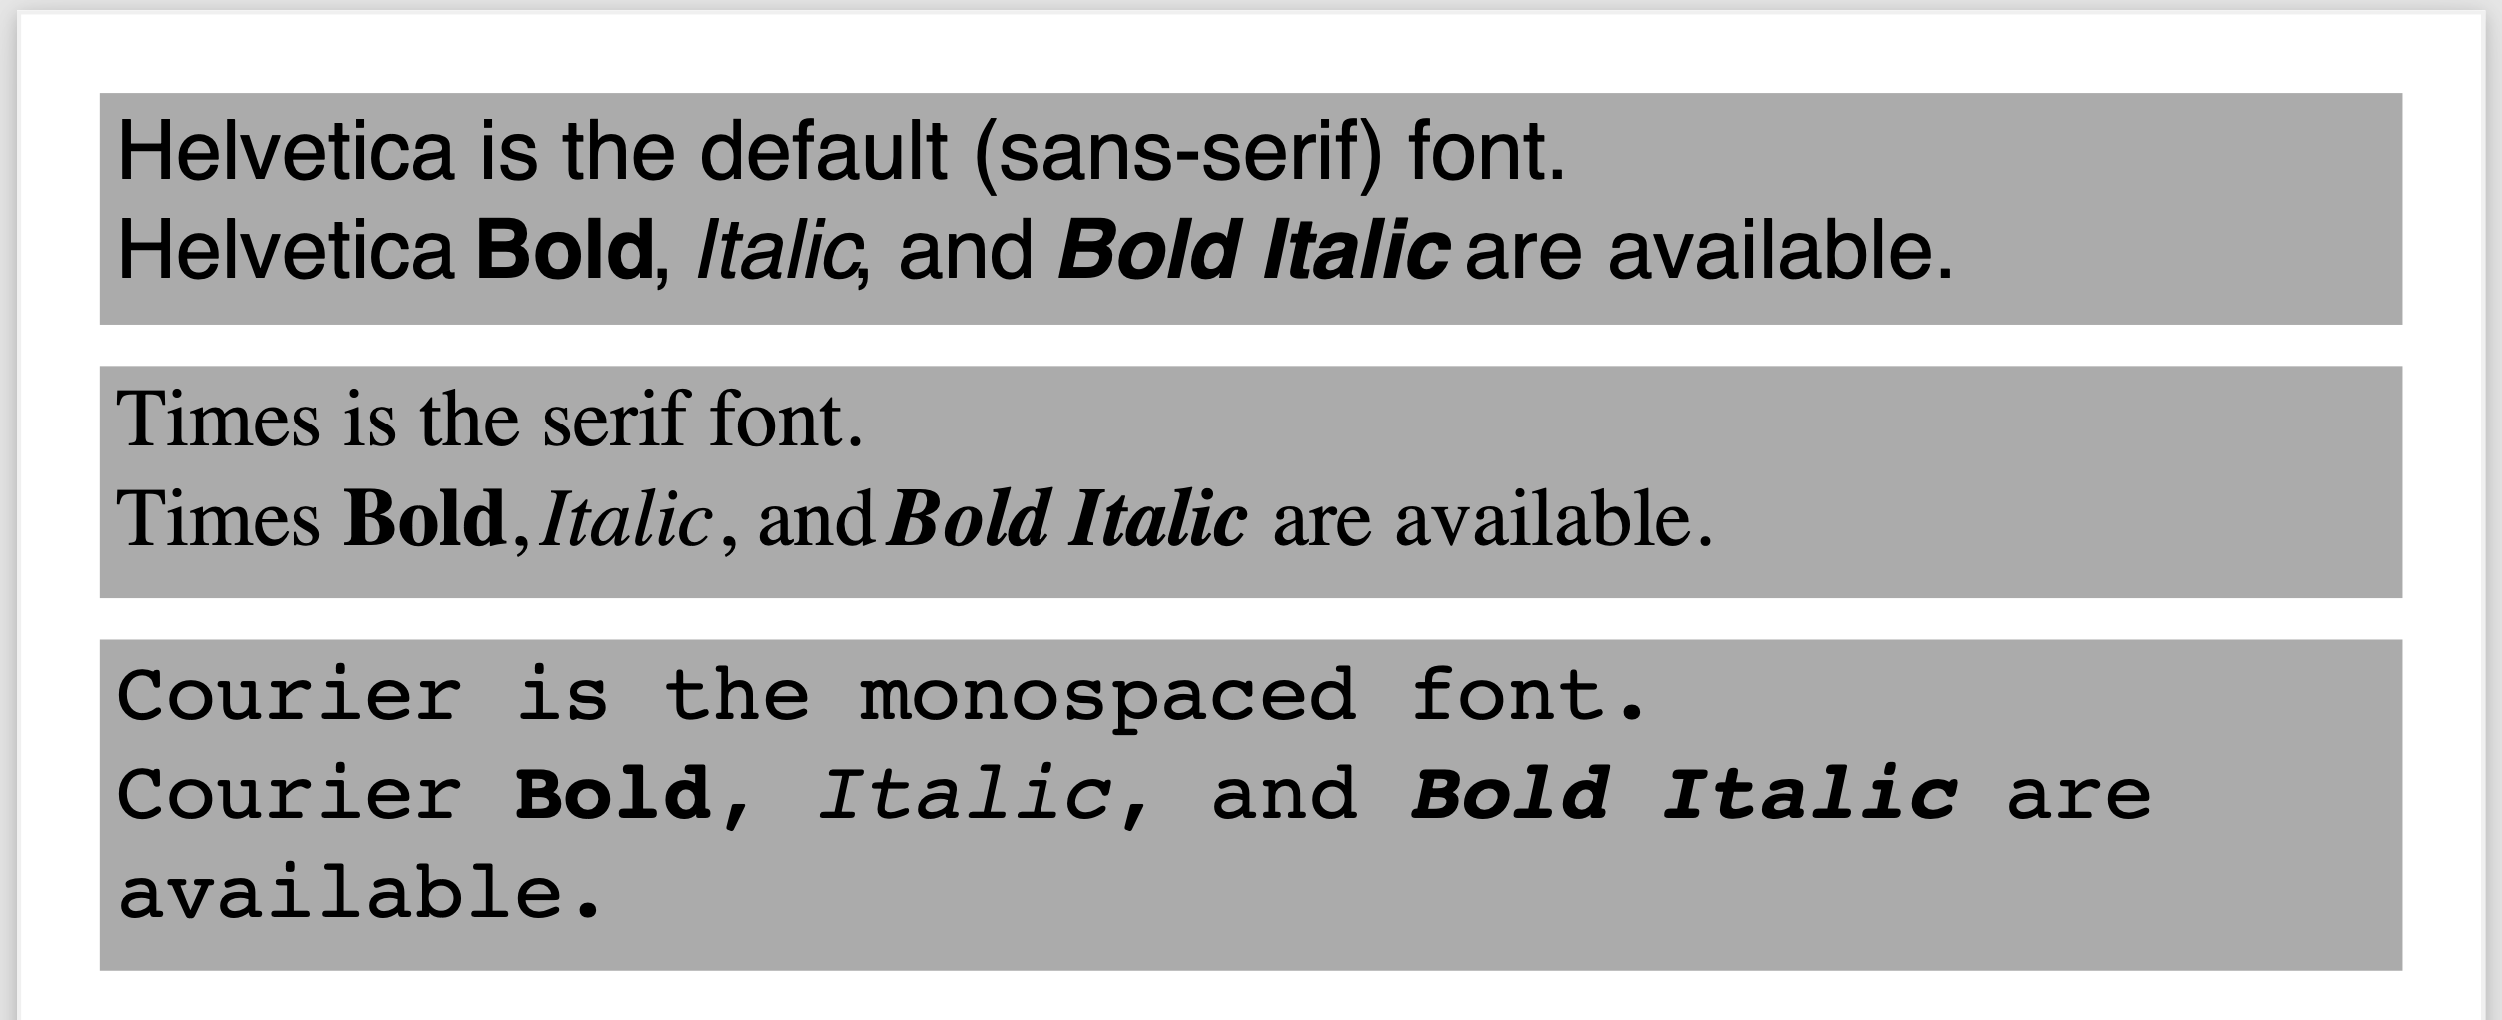 Helvetica is the default (sans-serif) font.
Helvetica Bold, Italic, and Bold Italic are available.
Times is the serif font.
Times Bold, Italic, and Bold Italic are available.
Courier is the monospaced font.
Courier Bold, Italic, and Bold Italic are
available.